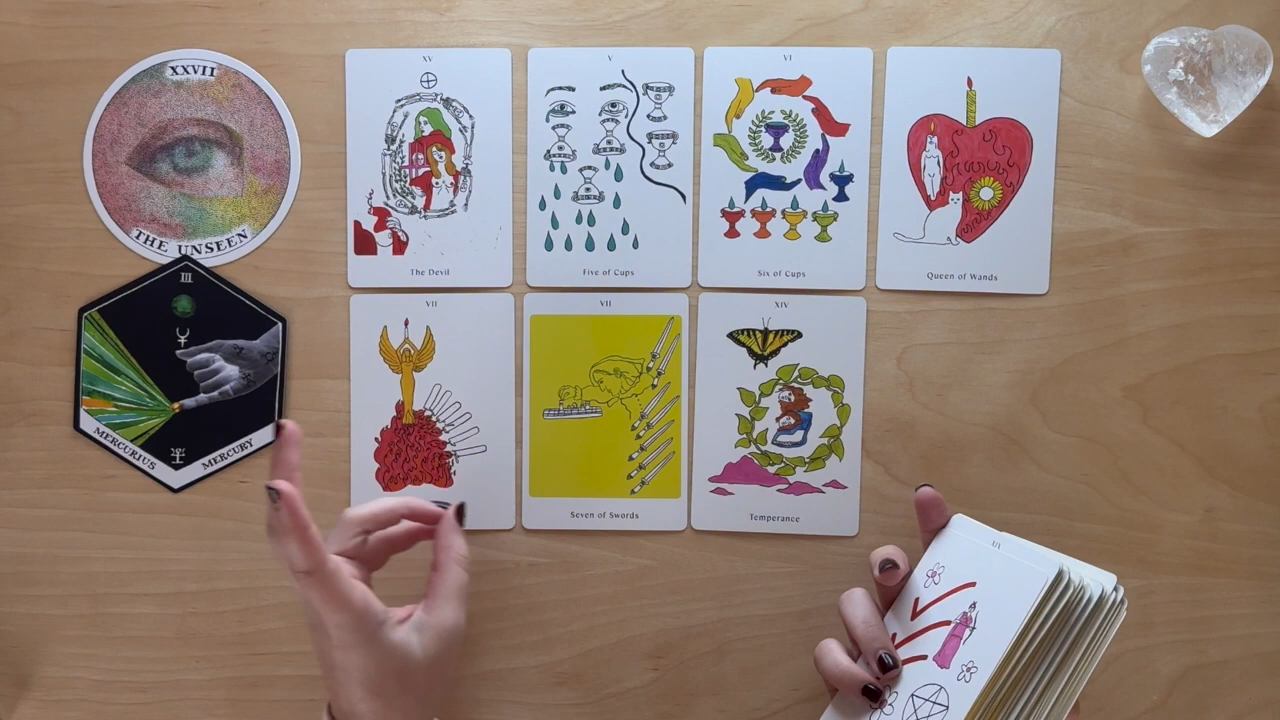 XXVII
THE UNSEEN
III
MERCURIUS
MERCURY
XV
The Devil
V
Five of Cups
VI
Six of Cups
Queen of Wands
VII
VII
Seven of Swords
XIV
Temperance